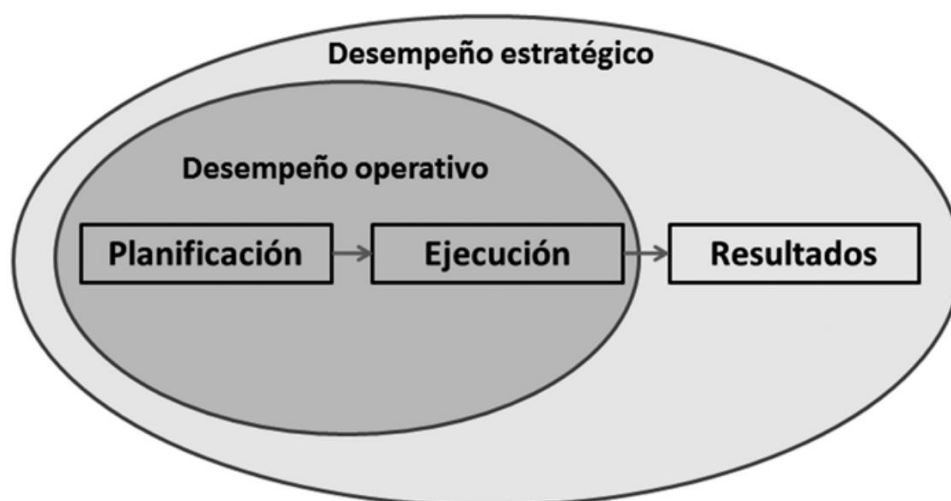 Desempeño estratégico
Desempeño operativo
Planificación
Ejecución
Resultados